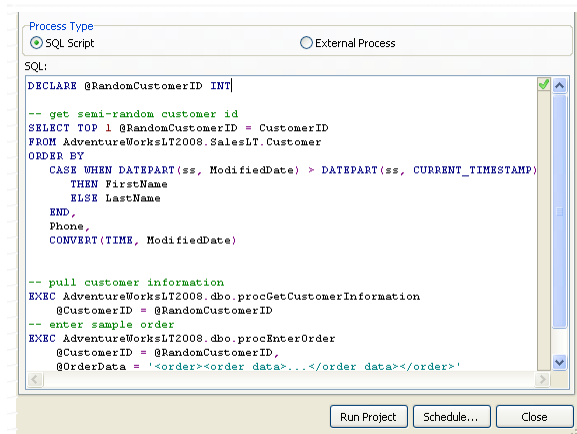 Process Type
SQL Script
External Process
SQL:
DECLARE @RandomCustomerID INT
-- get semi-random customer id
SELECT TOP 1 @RandomCustomerID = CustomerID
FROM AdventureWorksLT2008.SalesLT.Customer
ORDER BY
CASE WHEN DATEPART(ss, ModifiedDate) > DATEPART(ss, CURRENT_TIMESTAMP)
THEN FirstName
ELSE LastName
END,
Phone,
CONVERT(TIME, ModifiedDate)
-- pull customer information
EXEC AdventureWorksLT2008.dbo.procGetCustomerInformation
@CustomerID = @RandomCustomerID
-- enter sample order
EXEC AdventureWorksLT2008.dbo.procEnterOrder
@CustomerID = @RandomCustomerID,
@OrderData = '<order><order data>...</order data></order>'
Run Project
Schedule...
Close